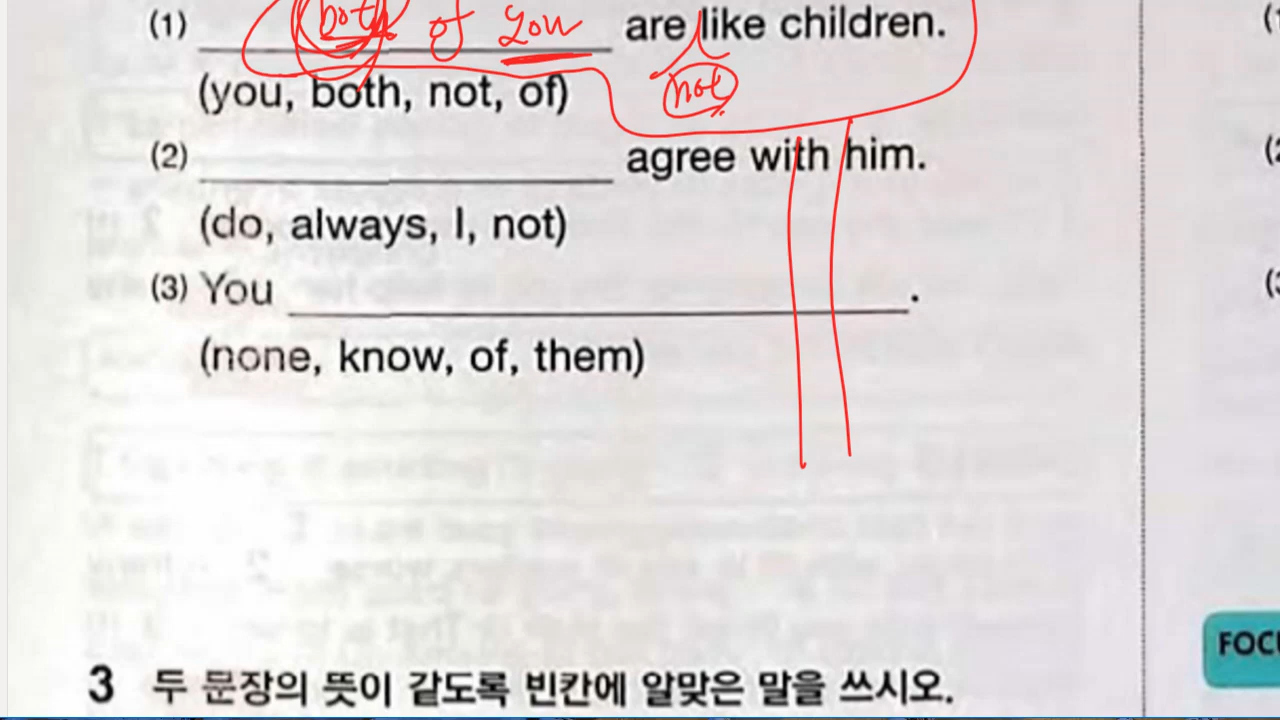 (1) both of you are like children.
not
(you, both, not, of)
(2) agree with him.
(do, always, I, not)
(3) You .
(none, know, of, them)
3 두 문장의 뜻이 같도록 빈칸에 알맞은 말을 쓰시오.